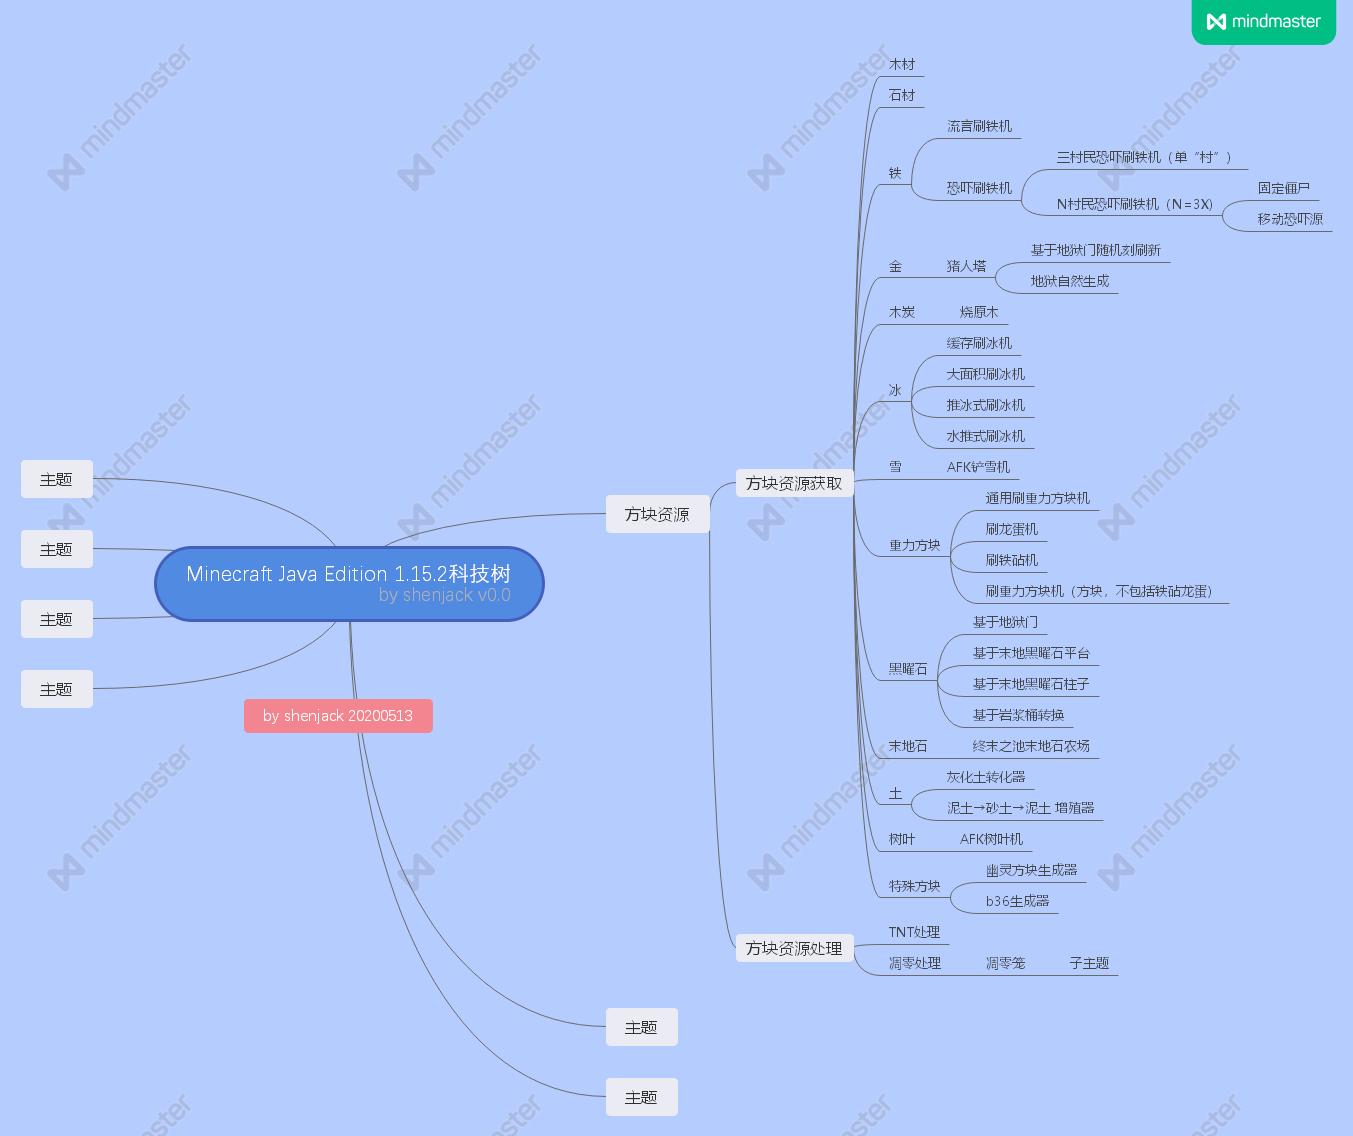 mindmaster
Minecraft Java Edition 1.15.2科技树
by shenjack v0.0
by shenjack 20200513
主题
主题
主题
主题
方块资源
方块资源获取
木材
石材
铁
流言刷铁机
恐吓刷铁机
三村民恐吓刷铁机（单“村”）
N村民恐吓刷铁机（N=3X)
固定僵尸
移动恐吓源
金
猪人塔
基于地狱门随机刻刷新
地狱自然生成
木炭
烧原木
冰
缓存刷冰机
大面积刷冰机
推冰式刷冰机
水推式刷冰机
雪
AFK铲雪机
重力方块
通用刷重力方块机
刷龙蛋机
刷铁砧机
刷重力方块机（方块，不包括铁砧龙蛋）
黑曜石
基于地狱门
基于末地黑曜石平台
基于末地黑曜石柱子
基于岩浆桶转换
末地石
终末之池末地石农场
土
灰化土转化器
泥土→砂土→泥土 增殖器
树叶
AFK树叶机
特殊方块
幽灵方块生成器
b36生成器
方块资源处理
TNT处理
凋零处理
凋零笼
子主题
主题
主题
mindmaster
mindmaster
mindmaster
mindmaster
mindmaster
mindmaster
mindmaster
mindmaster
mindmaster
mindmaster
mindmaster
mindmaster